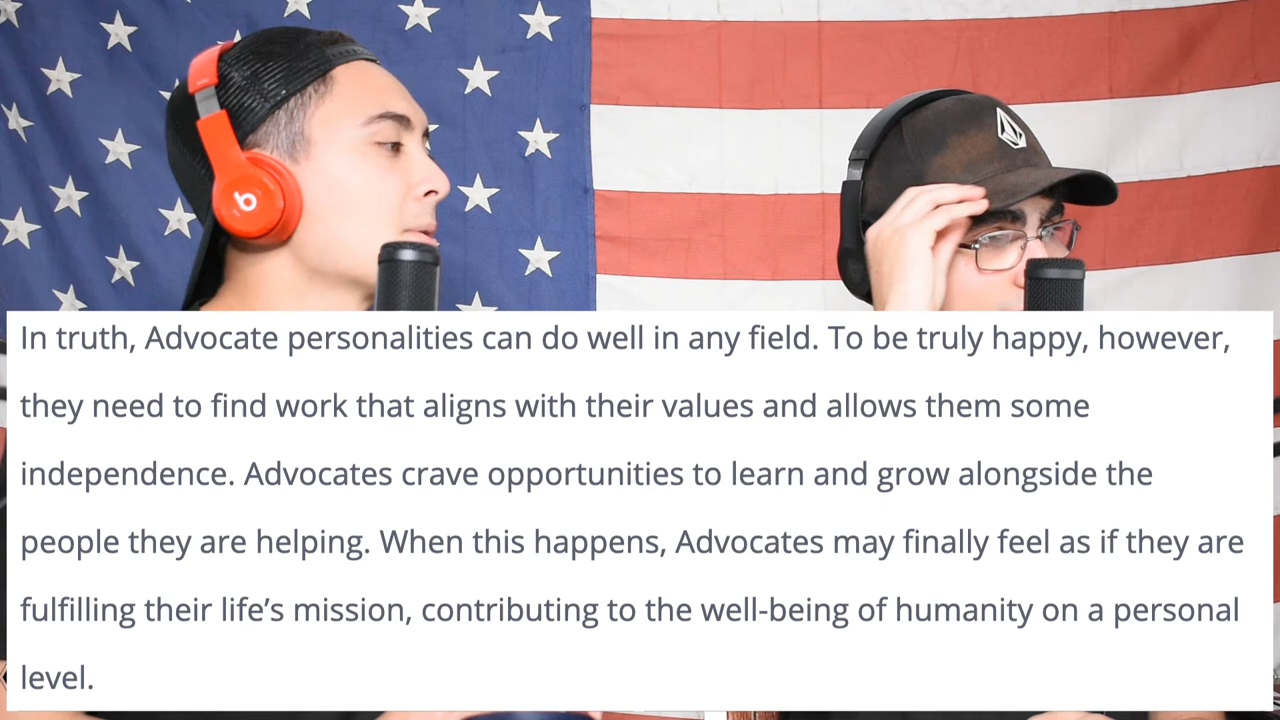 In truth, Advocate personalities can do well in any field. To be truly happy, however,
they need to find work that aligns with their values and allows them some
independence. Advocates crave opportunities to learn and grow alongside the
people they are helping. When this happens, Advocates may finally feel as if they are
fulfilling their life’s mission, contributing to the well-being of humanity on a personal
level.